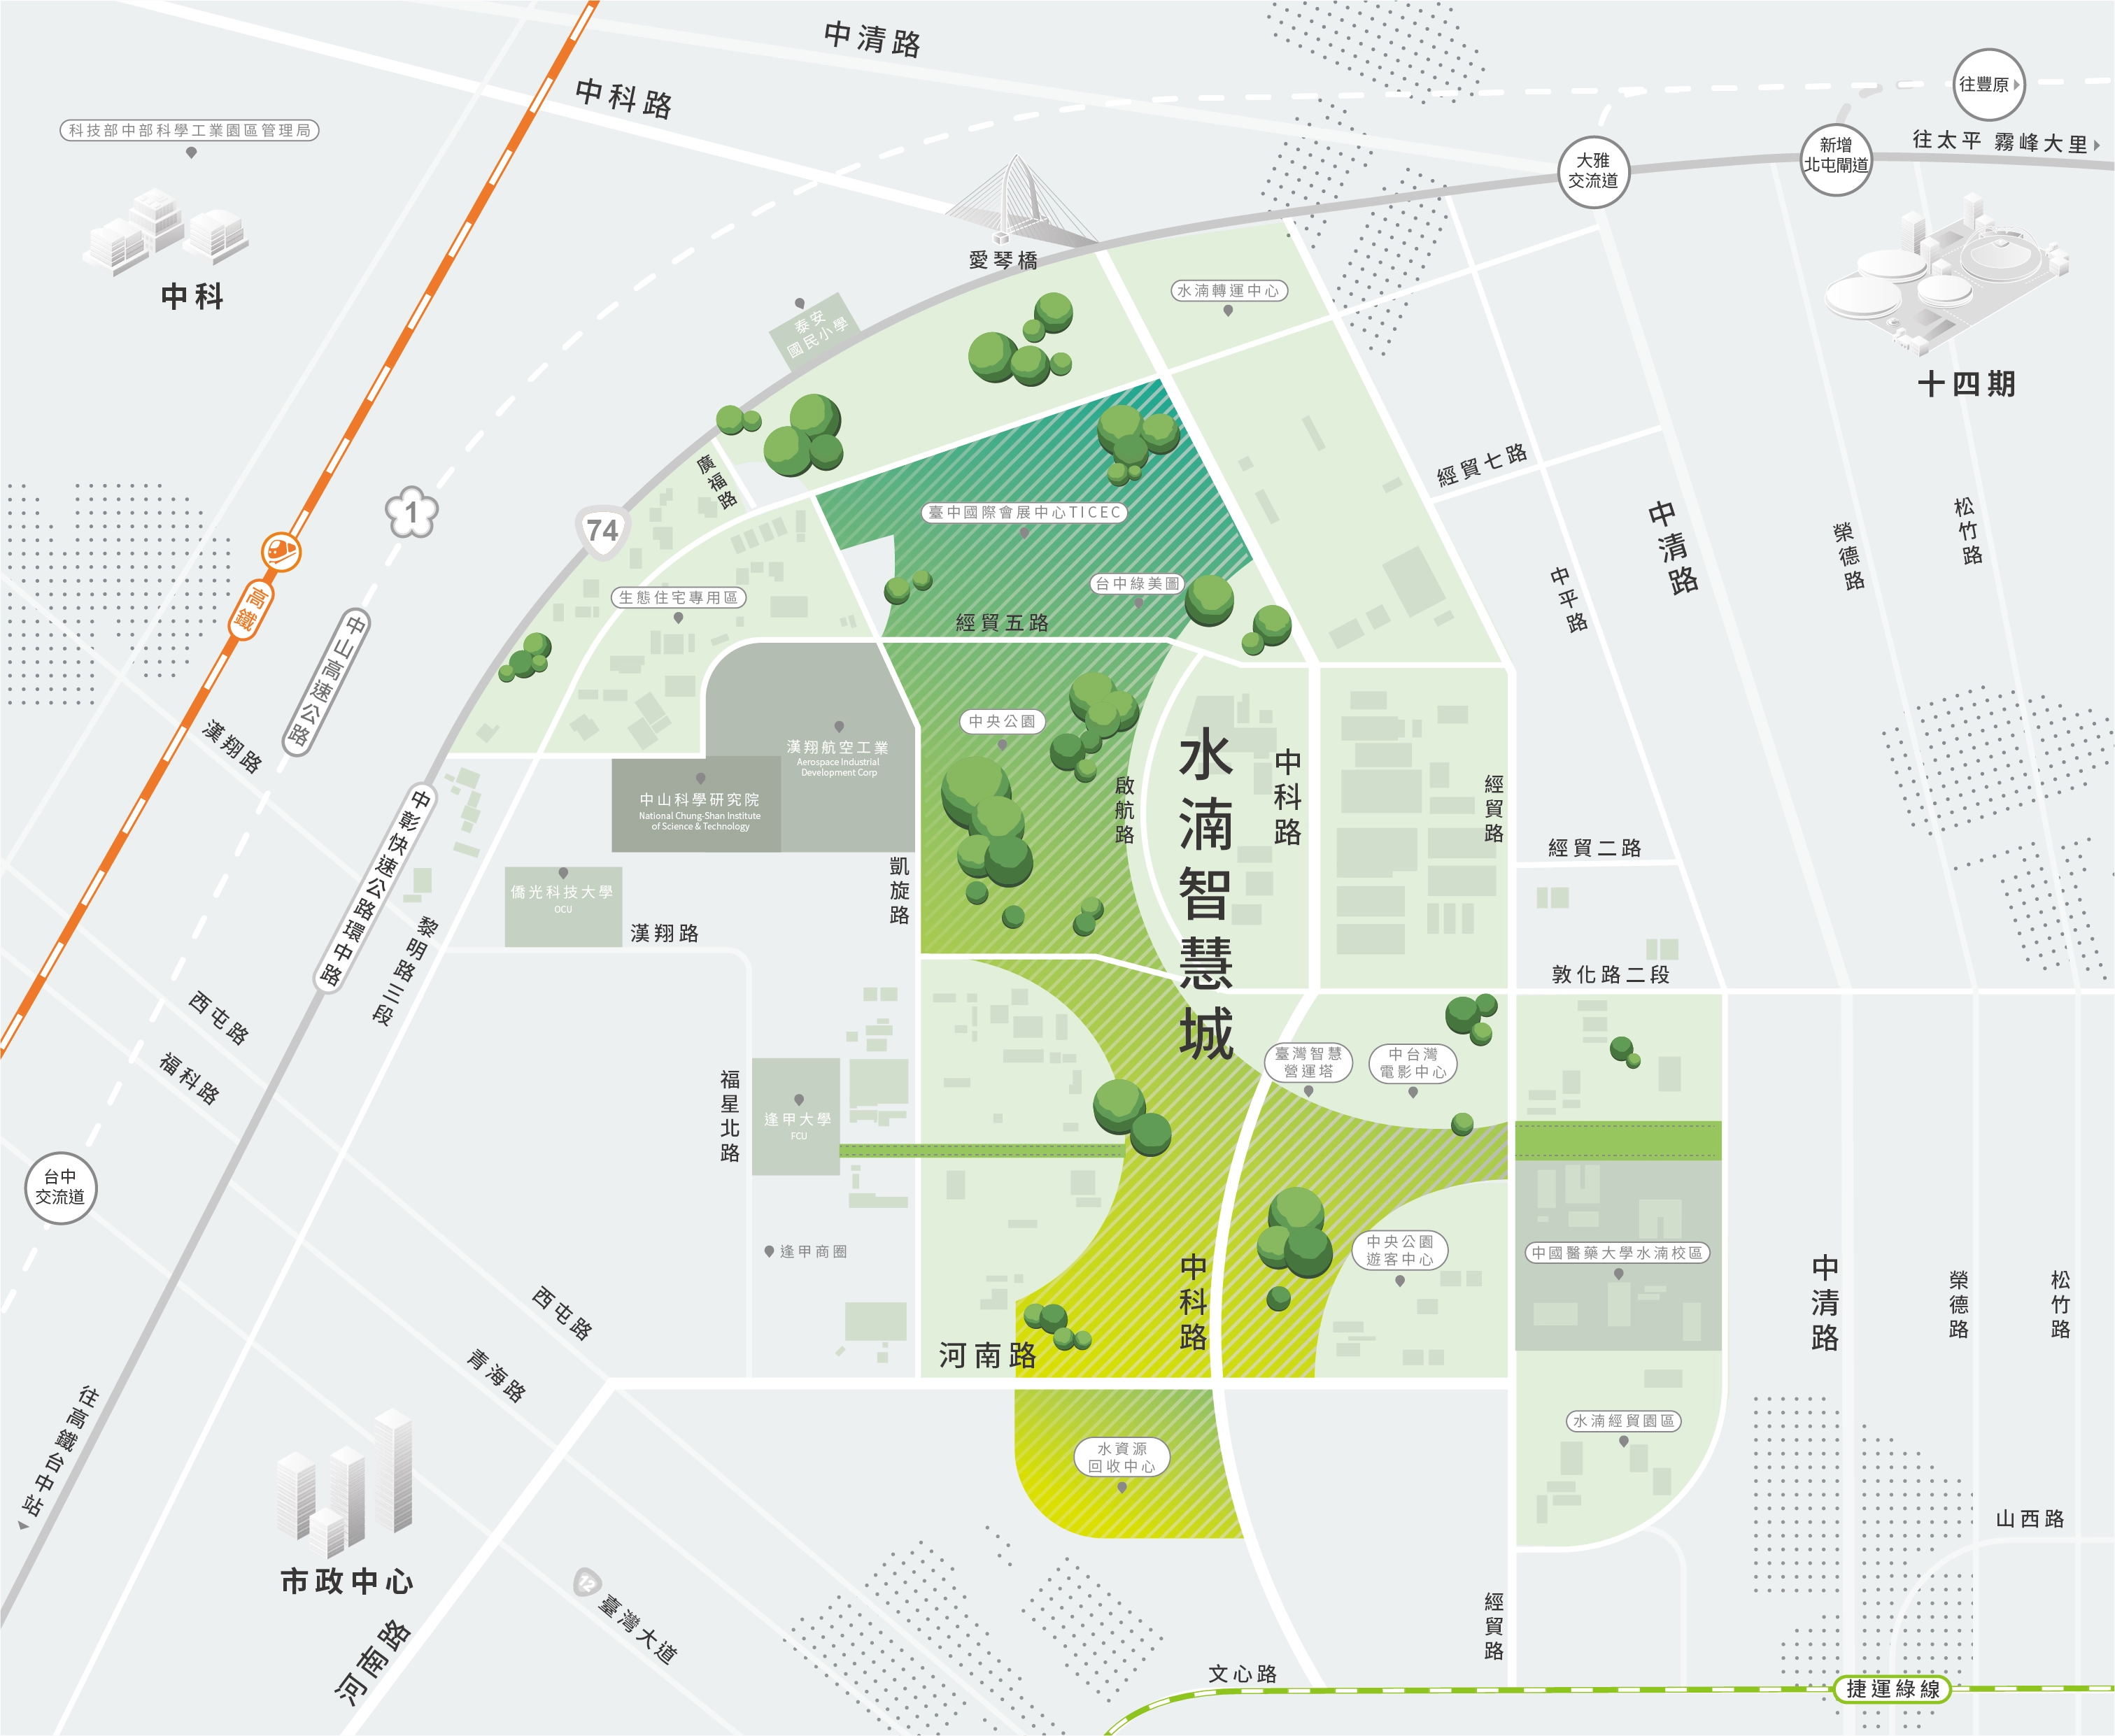 中清路
中科路
往豐原
往太平 霧峰大里
新增
北屯閘道
大雅
交流道
科技部中部科學工業園區管理局
中科
愛琴橋
水湳轉運中心
泰安
國民小學
十四期
廣福路
74
1
經貿七路
臺中國際會展中心TICEC
台中綠美圖
生態住宅專用區
經貿五路
高鐵
中山高速公路
中清路
中平路
榮德路
松竹路
漢翔路
中央公園
漢翔航空工業
Aerospace Industrial
Development Corp
中山科學研究院
National Chung-Shan Institute
of Science & Technology
水湳智慧城
啟航路
中科路
經貿路
中彰快速公路環中路
經貿二路
凱旋路
僑光科技大學
OCU
漢翔路
黎明路三段
敦化路二段
西屯路
福科路
臺灣智慧
營運塔
中台灣
電影中心
福星北路
逢甲大學
FCU
台中
交流道
逢甲商圈
中央公園
遊客中心
中國醫藥大學水湳校區
中科路
中清路
榮德路
松竹路
西屯路
青海路
河南路
往高鐵台中站
水湳經貿園區
水資源
回收中心
山西路
市政中心
12
臺灣大道
河南路
經貿路
文心路
捷運綠線